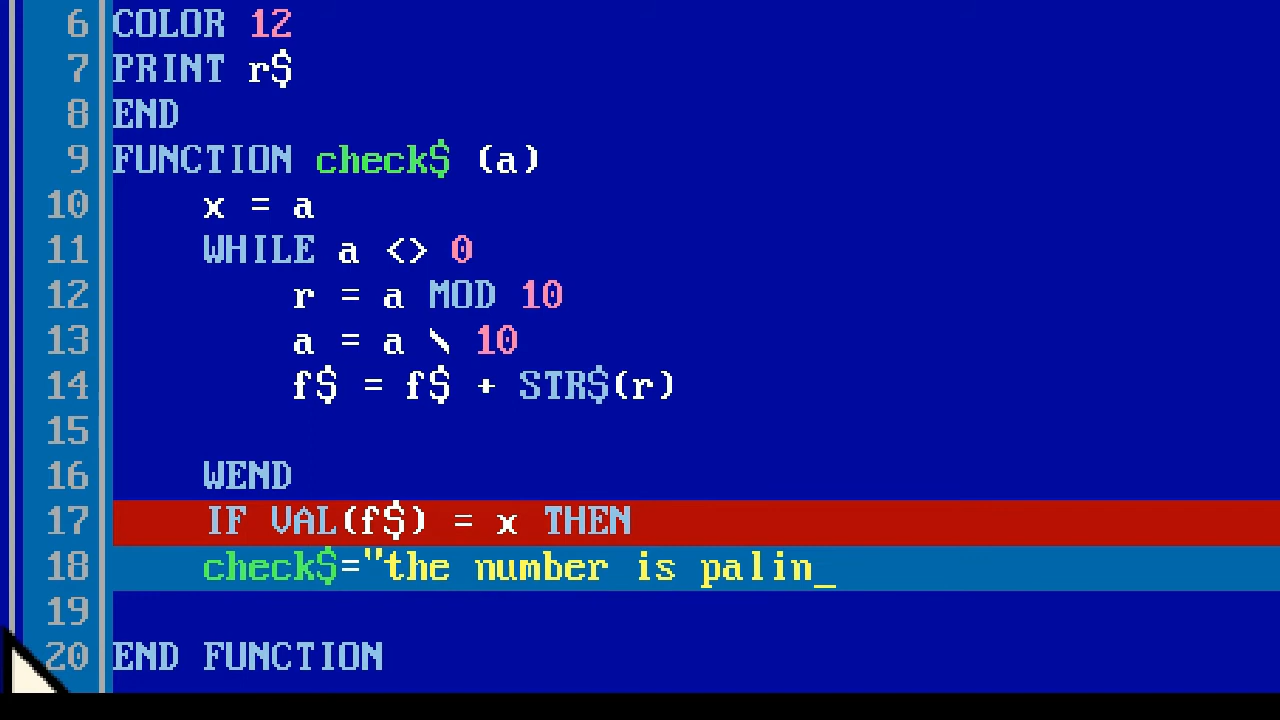 6 COLOR 12
7 PRINT r$
8 END
9 FUNCTION check$ (a)
10     x = a
11     WHILE a <> 0
12         r = a MOD 10
13         a = a \ 10
14         f$ = f$ + STR$(r)
15
16     WEND
17     IF VAL(f$) = x THEN
18     check$="the number is palin_
19
20 END FUNCTION